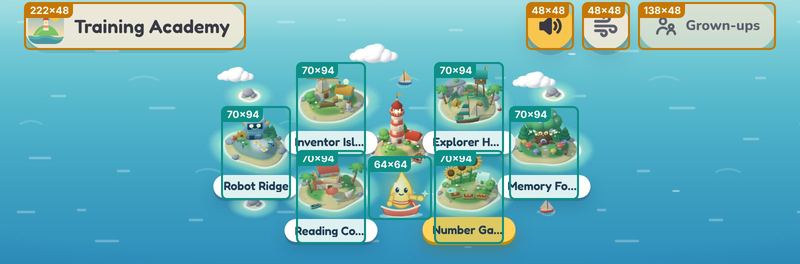 222×48
Training Academy
48×48
48×48
138×48
Grown-ups
70×94
Inventor Isl...
70×94
Explorer H...
70×94
Robot Ridge
70×94
Memory Fo...
70×94
Reading Co...
64×64
70×94
Number Ga...